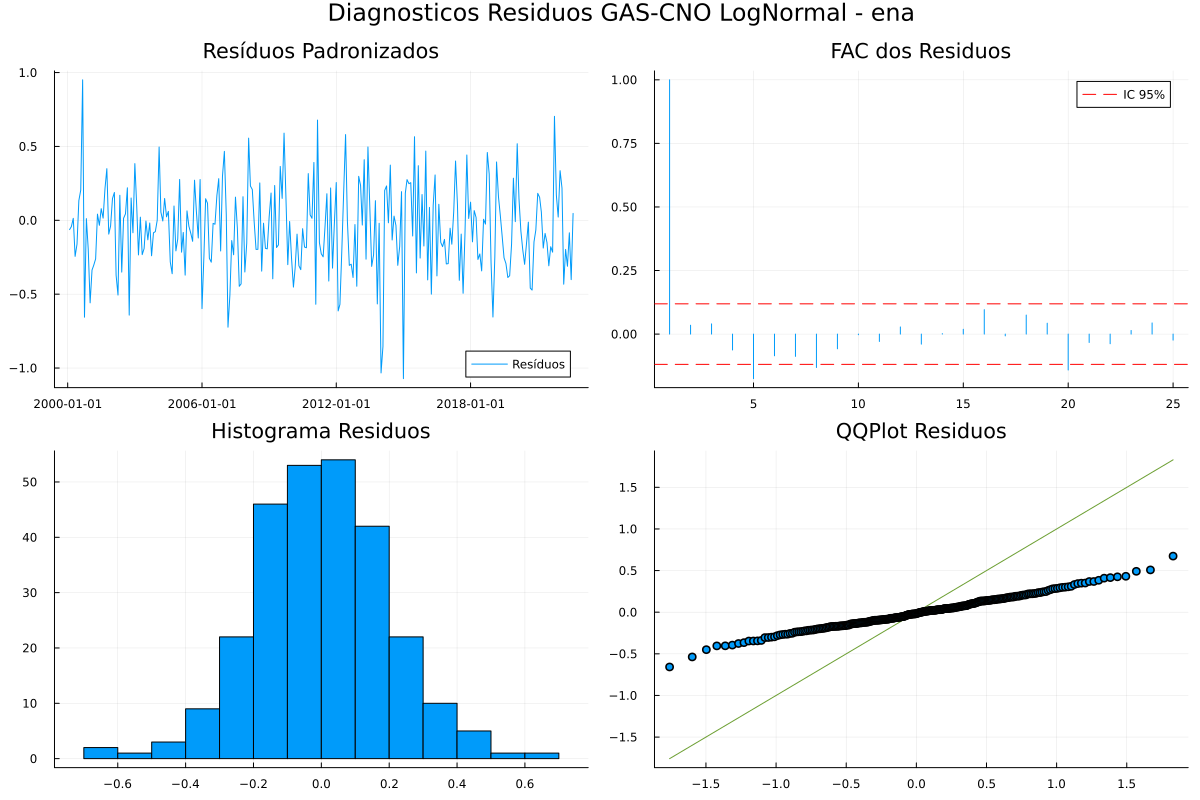 Diagnosticos Residuos GAS-CNO LogNormal - ena
Resíduos Padronizados
1.0
0.5
0.0
−0.5
−1.0
2000-01-01 2006-01-01 2012-01-01 2018-01-01
Resíduos
FAC dos Residuos
1.00
0.75
0.50
0.25
0.00
5 10 15 20 25
IC 95%
Histograma Residuos
50
40
30
20
10
0
−0.6 −0.4 −0.2 0.0 0.2 0.4 0.6
QQPlot Residuos
1.5
1.0
0.5
0.0
−0.5
−1.0
−1.5
−1.5 −1.0 −0.5 0.0 0.5 1.0 1.5